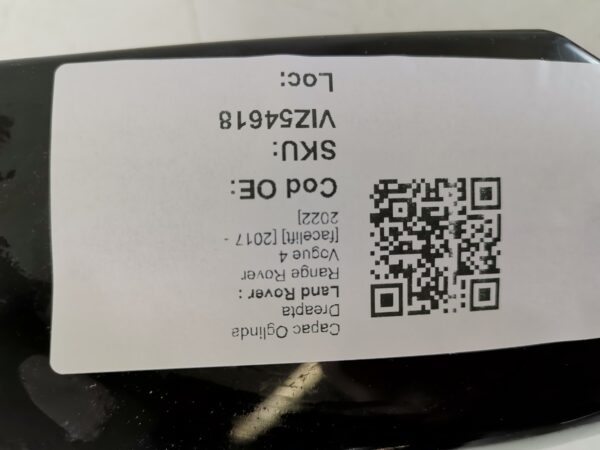 Capac Oglinda
Dreapta
Land Rover :
Range Rover
Vogue 4
[facelift] [2017 -
2022]
Cod OE:
SKU:
VIZ54618
Loc: